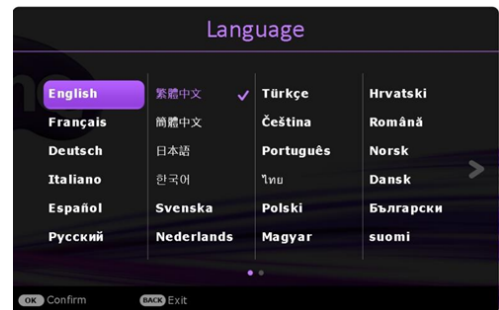 Language
English 繁體中文 Türkçe Hrvatski
Français 簡體中文 Čeština Română
Deutsch 日本語 Português Norsk
Italiano 한국어 ไทย Dansk
Español Svenska Polski Български
Русский Nederlands Magyar suomi
OK Confirm BACK Exit